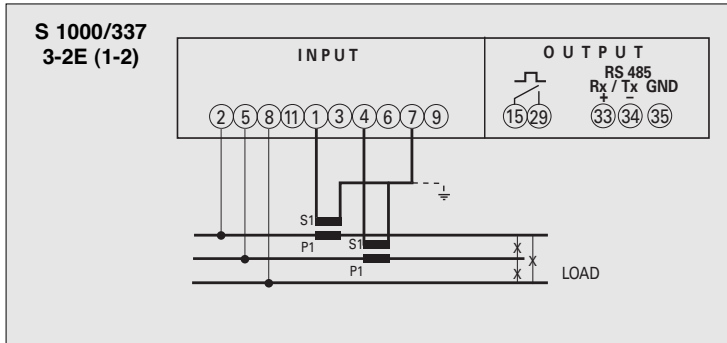 S 1000/337
3-2E (1-2)
INPUT
OUTPUT
RS 485
Rx / Tx GND
+ −
2 5 8 11 1 3 4 6 7 9
15 29 33 34 35
S1
P1
S1
P1
X
X
X
LOAD